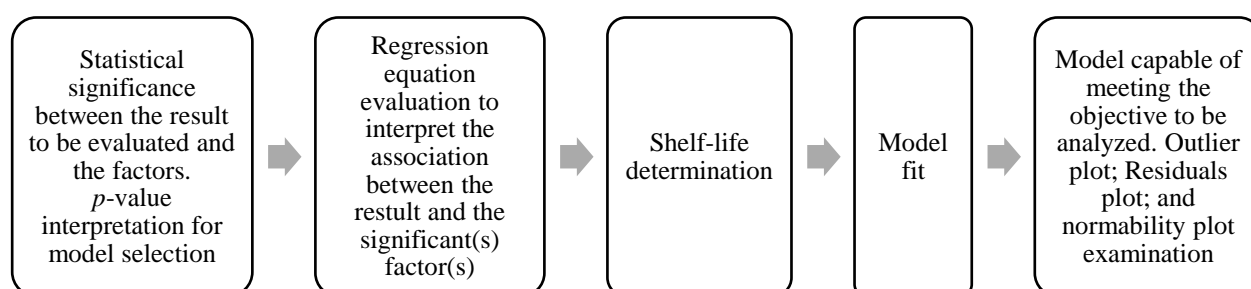 Statistical
significance
between the result
to be evaluated and
the factors.
p-value
interpretation for
model selection
Regression
equation
evaluation to
interpret the
association
between the
restult and the
significant(s)
factor(s)
Shelf-life
determination
Model
fit
Model capable of
meeting the
objective to be
analyzed. Outlier
plot; Residuals
plot; and
normability plot
examination